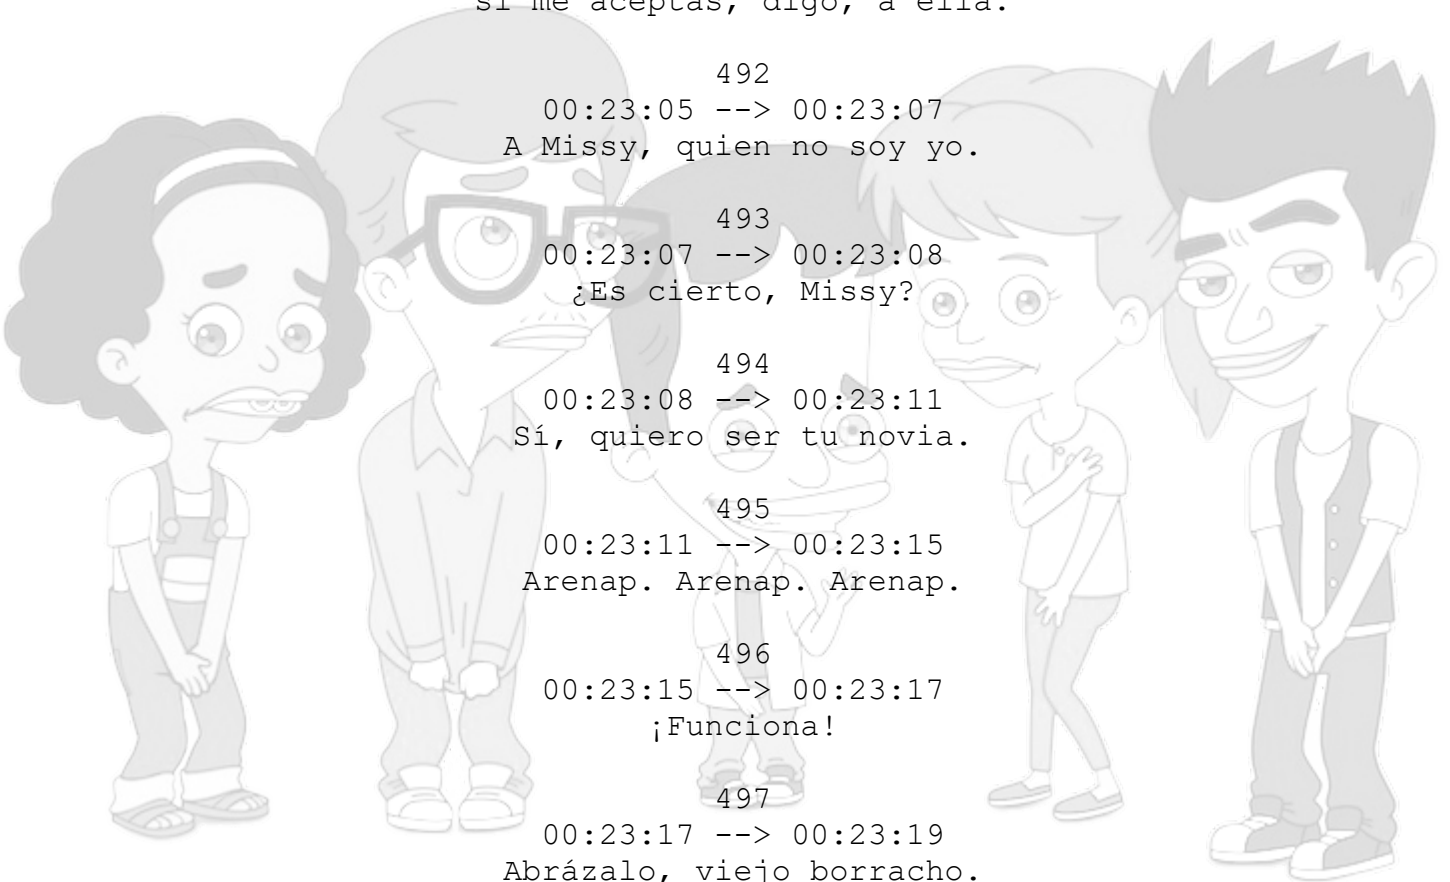 si me aceptas, digo, a ella.
492
00:23:05 --> 00:23:07
A Missy, quien no soy yo.
493
00:23:07 --> 00:23:08
¿Es cierto, Missy?
494
00:23:08 --> 00:23:11
Sí, quiero ser tu novia.
495
00:23:11 --> 00:23:15
Arenap. Arenap. Arenap.
496
00:23:15 --> 00:23:17
¡Funciona!
497
00:23:17 --> 00:23:19
Abrázalo, viejo borracho.